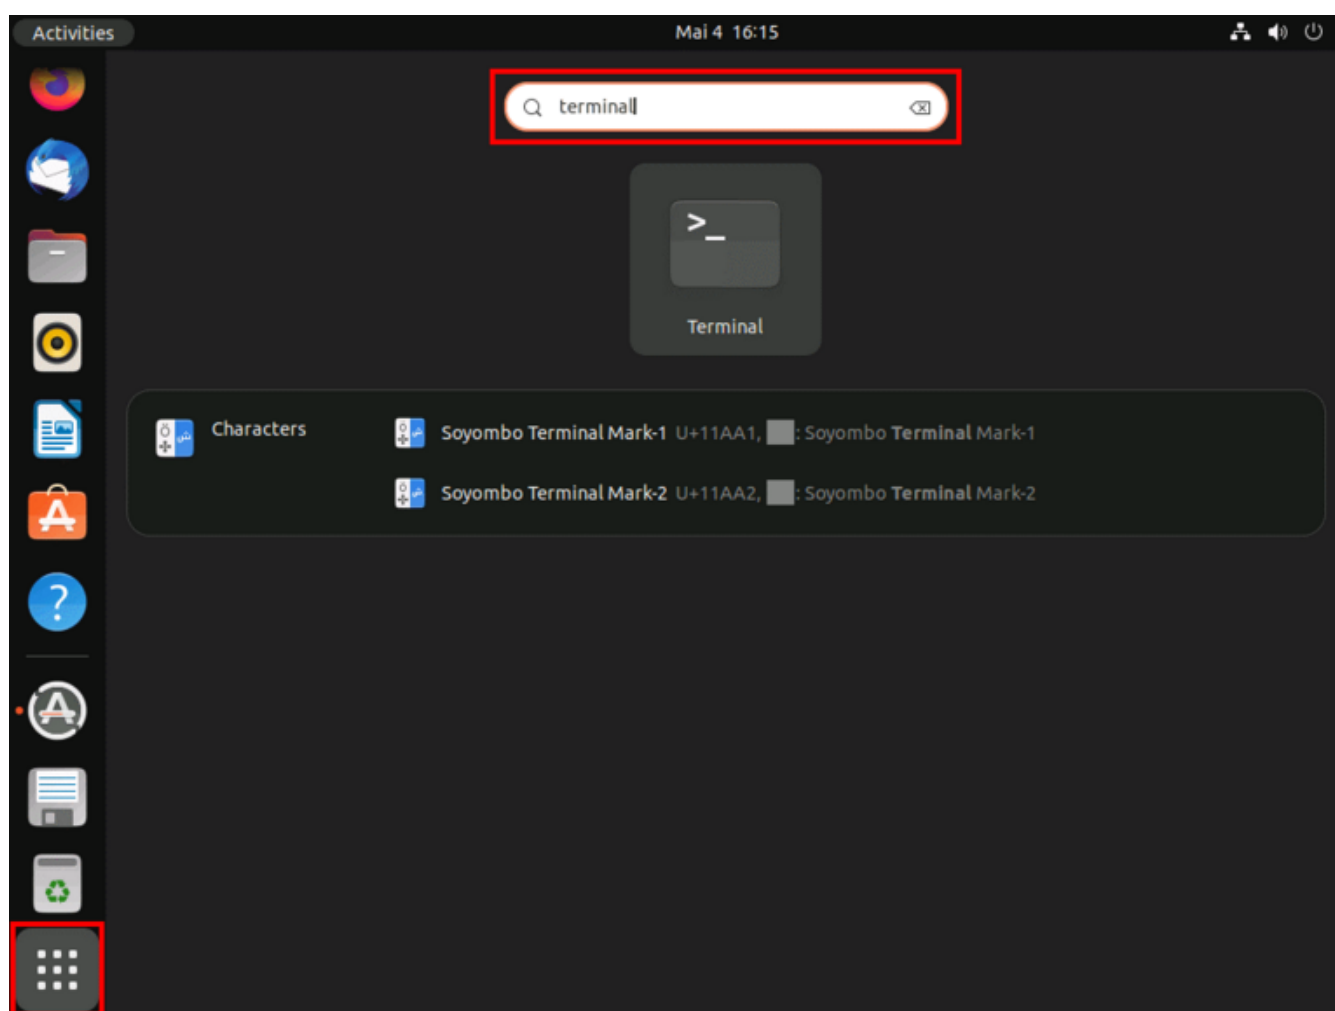 Activities
Mai 4 16:15
terminal
>_
Terminal
Characters
Soyombo Terminal Mark-1 U+11AA1, : Soyombo Terminal Mark-1
Soyombo Terminal Mark-2 U+11AA2, : Soyombo Terminal Mark-2